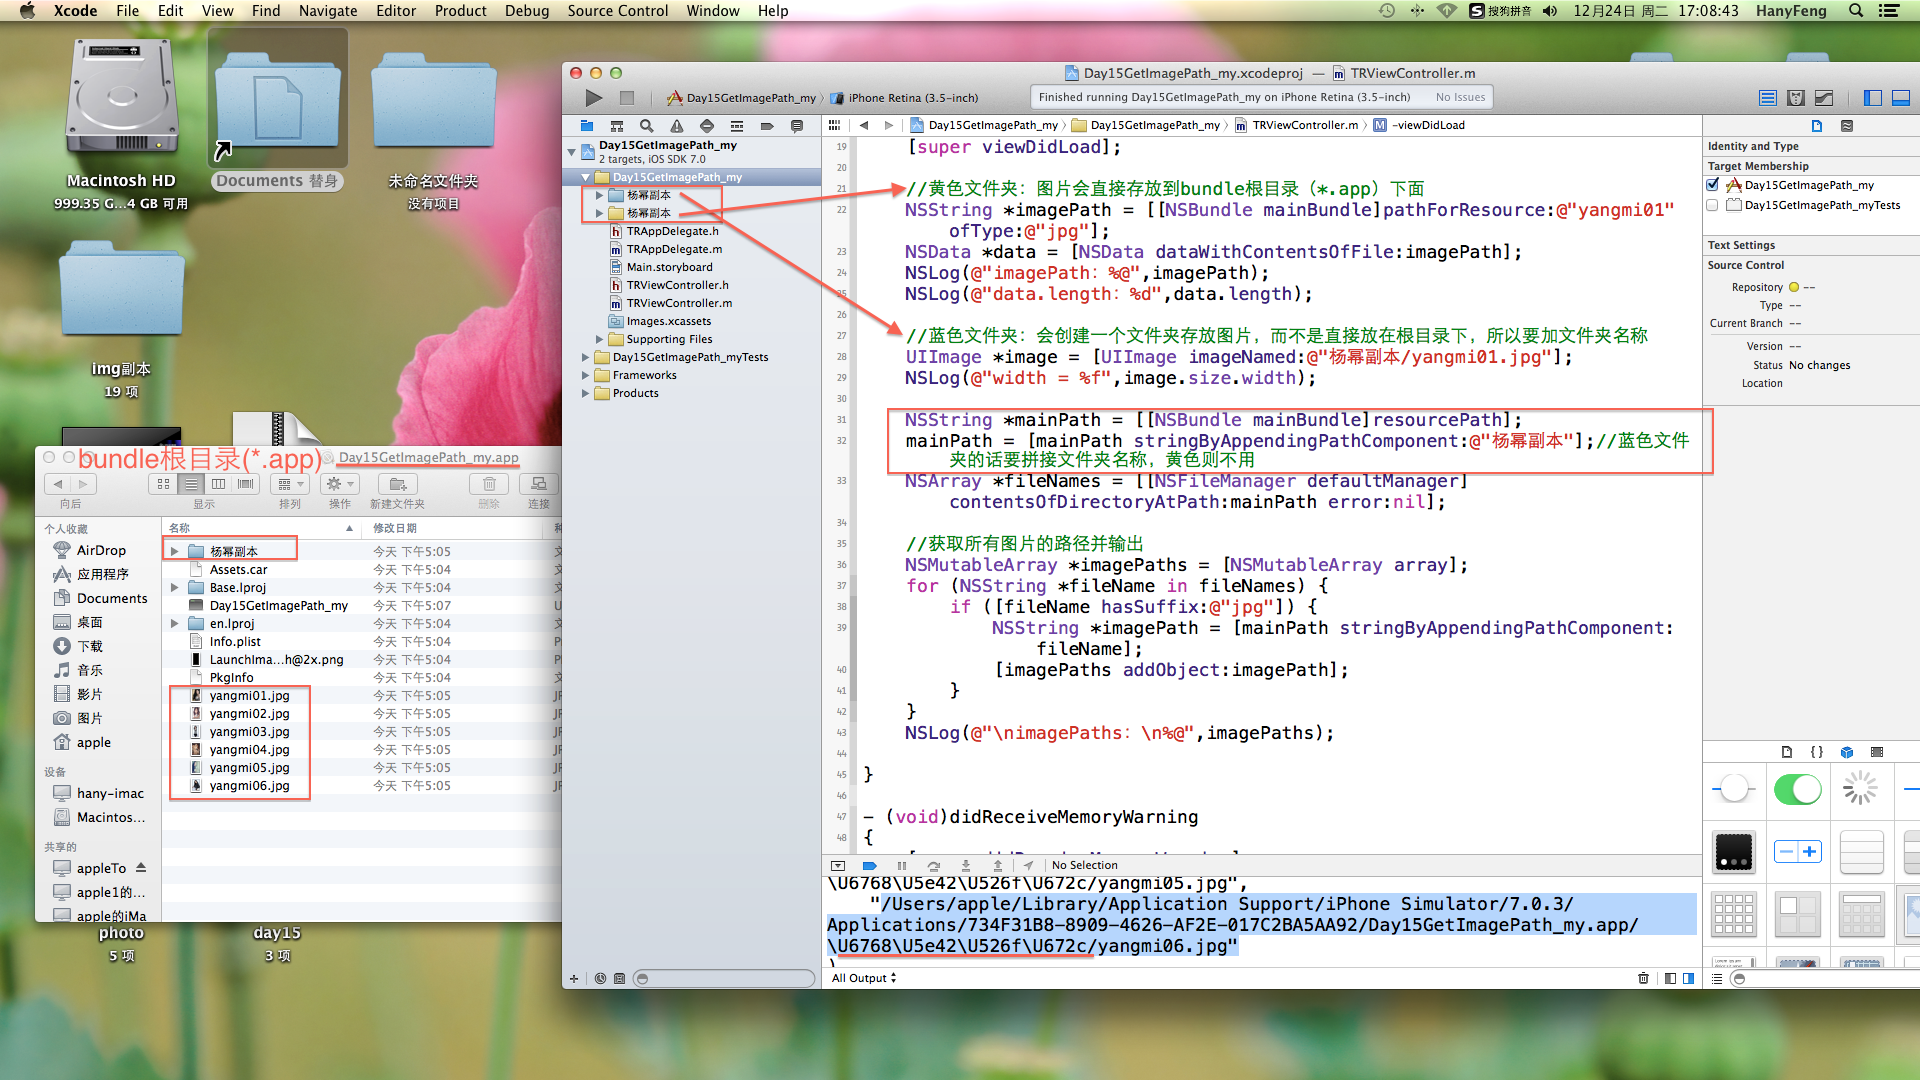 Xcode File Edit View Find Navigate Editor Product Debug Source Control Window Help
搜狗拼音 12月24日 周二 17:08:43 HanyFeng
Macintosh HD
999.35 G...4 GB 可用
Documents 替身
未命名文件夹
没有项目
img副本
19 项
photo
5 项
day15
3 项
bundle根目录(*.app)
Day15GetImagePath_my.app
向后 显示 排列 操作 新建文件夹 删除 连接
个人收藏
AirDrop
应用程序
Documents
桌面
下载
音乐
影片
图片
apple
设备
hany-imac
Macintos...
共享的
appleTo
apple1的...
apple的iMa
名称 修改日期
杨幂副本 今天 下午5:05
Assets.car 今天 下午5:04
Base.lproj 今天 下午5:04
Day15GetImagePath_my 今天 下午5:07
en.lproj 今天 下午5:04
Info.plist 今天 下午5:04
LaunchIma...h@2x.png 今天 下午5:04
PkgInfo 今天 下午5:04
yangmi01.jpg 今天 下午5:05
yangmi02.jpg 今天 下午5:05
yangmi03.jpg 今天 下午5:05
yangmi04.jpg 今天 下午5:05
yangmi05.jpg 今天 下午5:05
yangmi06.jpg 今天 下午5:05
Day15GetImagePath_my.xcodeproj — TRViewController.m
Day15GetImagePath_my iPhone Retina (3.5-inch)
Finished running Day15GetImagePath_my on iPhone Retina (3.5-inch) No Issues
Day15GetImagePath_my
2 targets, iOS SDK 7.0
Day15GetImagePath_my
杨幂副本
杨幂副本
TRAppDelegate.h
TRAppDelegate.m
Main.storyboard
TRViewController.h
TRViewController.m
Images.xcassets
Supporting Files
Day15GetImagePath_myTests
Frameworks
Products
Day15GetImagePath_my Day15GetImagePath_my TRViewController.m -viewDidLoad
19 [super viewDidLoad];
20
21 //黄色文件夹：图片会直接存放到bundle根目录（*.app）下面
22 NSString *imagePath = [[NSBundle mainBundle]pathForResource:@"yangmi01"
ofType:@"jpg"];
23 NSData *data = [NSData dataWithContentsOfFile:imagePath];
24 NSLog(@"imagePath：%@",imagePath);
25 NSLog(@"data.length：%d",data.length);
26
27 //蓝色文件夹：会创建一个文件夹存放图片，而不是直接放在根目录下，所以要加文件夹名称
28 UIImage *image = [UIImage imageNamed:@"杨幂副本/yangmi01.jpg"];
29 NSLog(@"width = %f",image.size.width);
30
31 NSString *mainPath = [[NSBundle mainBundle]resourcePath];
32 mainPath = [mainPath stringByAppendingPathComponent:@"杨幂副本"];//蓝色文件
夹的话要拼接文件夹名称，黄色则不用
33 NSArray *fileNames = [[NSFileManager defaultManager]
contentsOfDirectoryAtPath:mainPath error:nil];
34
35 //获取所有图片的路径并输出
36 NSMutableArray *imagePaths = [NSMutableArray array];
37 for (NSString *fileName in fileNames) {
38 if ([fileName hasSuffix:@"jpg"]) {
39 NSString *imagePath = [mainPath stringByAppendingPathComponent:
fileName];
40 [imagePaths addObject:imagePath];
41 }
42 }
43 NSLog(@"\nimagePaths：\n%@",imagePaths);
44
45 }
46
47 - (void)didReceiveMemoryWarning
48 {
No Selection
\U6768\U5e42\U526f\U672c/yangmi05.jpg",
"/Users/apple/Library/Application Support/iPhone Simulator/7.0.3/
Applications/734F31B8-8909-4626-AF2E-017C2BA5AA92/Day15GetImagePath_my.app/
\U6768\U5e42\U526f\U672c/yangmi06.jpg"
)
All Output
Identity and Type
Target Membership
Day15GetImagePath_my
Day15GetImagePath_myTests
Text Settings
Source Control
Repository --
Type --
Current Branch --
Version --
Status No changes
Location